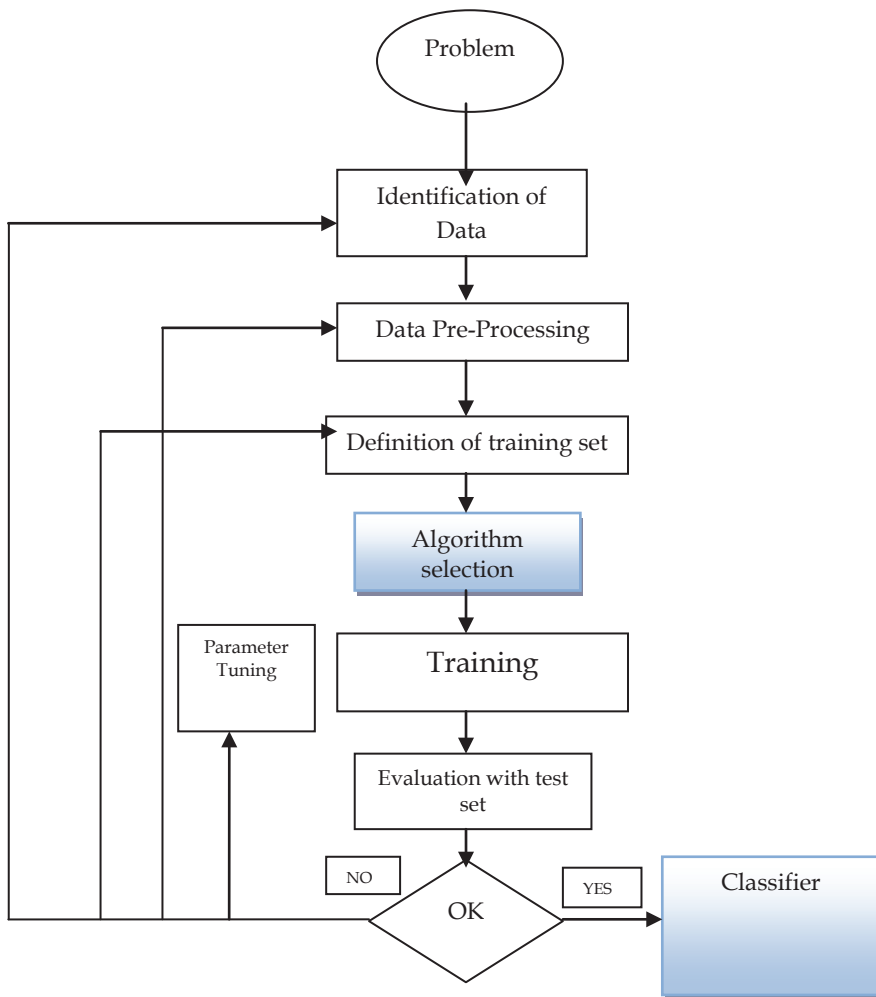 Problem
Identification of
Data
Data Pre-Processing
Definition of training set
Algorithm
selection
Parameter
Tuning
Training
Evaluation with test
set
NO
OK
YES
Classifier